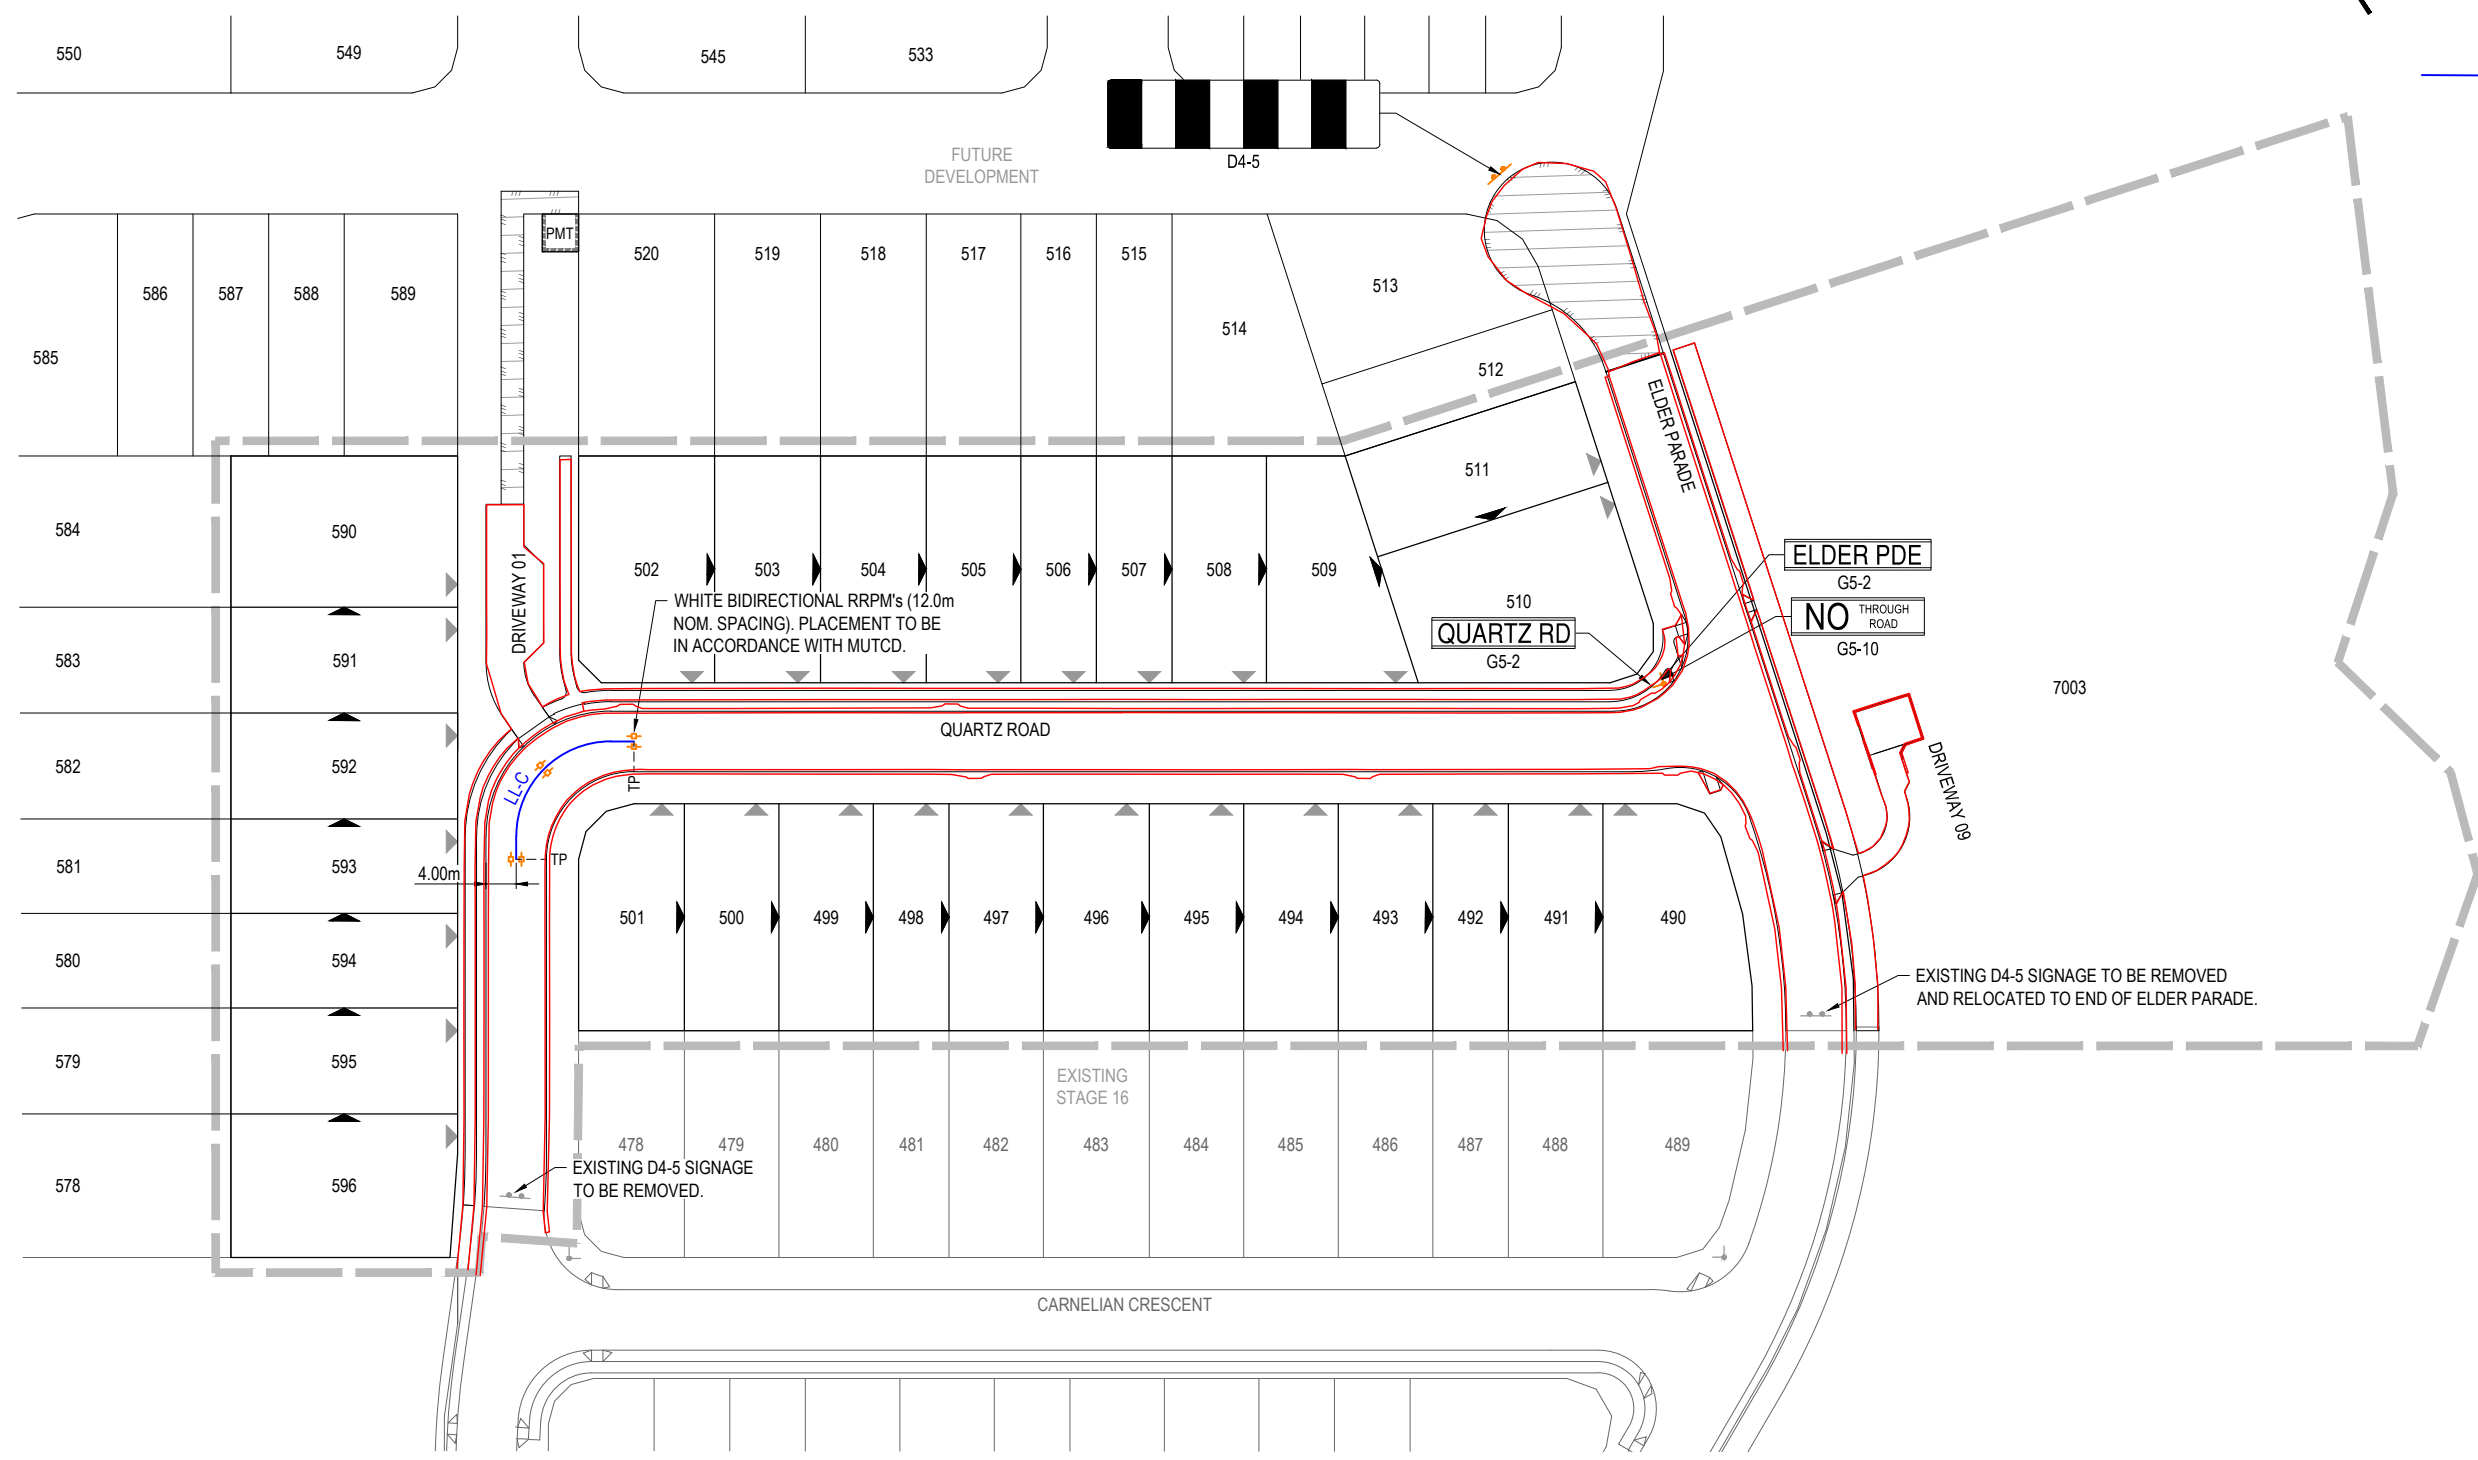 550
549
545
533
D4-5
FUTURE
DEVELOPMENT
PMT
520
519
518
517
516
515
514
513
512
586
587
588
589
585
ELDER PARADE
511
584
590
DRIVEWAY 01
502
503
504
505
506
507
508
509
510
ELDER PDE
G5-2
NO THROUGH
ROAD
G5-10
QUARTZ RD
G5-2
WHITE BIDIRECTIONAL RRPM's (12.0m
NOM. SPACING). PLACEMENT TO BE
IN ACCORDANCE WITH MUTCD.
583
591
7003
QUARTZ ROAD
582
592
LL-C
TP
DRIVEWAY 09
581
593
TP
4.00m
501
500
499
498
497
496
495
494
493
492
491
490
580
594
EXISTING D4-5 SIGNAGE TO BE REMOVED
AND RELOCATED TO END OF ELDER PARADE.
579
595
EXISTING
STAGE 16
478
479
480
481
482
483
484
485
486
487
488
489
578
596
EXISTING D4-5 SIGNAGE
TO BE REMOVED.
CARNELIAN CRESCENT